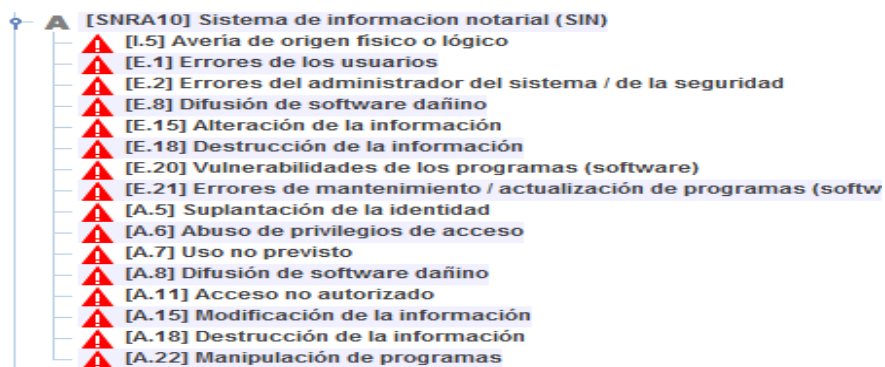 A [SNRA10] Sistema de informacion notarial (SIN)
[I.5] Avería de origen físico o lógico
[E.1] Errores de los usuarios
[E.2] Errores del administrador del sistema / de la seguridad
[E.8] Difusión de software dañino
[E.15] Alteración de la información
[E.18] Destrucción de la información
[E.20] Vulnerabilidades de los programas (software)
[E.21] Errores de mantenimiento / actualización de programas (softw
[A.5] Suplantación de la identidad
[A.6] Abuso de privilegios de acceso
[A.7] Uso no previsto
[A.8] Difusión de software dañino
[A.11] Acceso no autorizado
[A.15] Modificación de la información
[A.18] Destrucción de la información
[A.22] Manipulación de programas